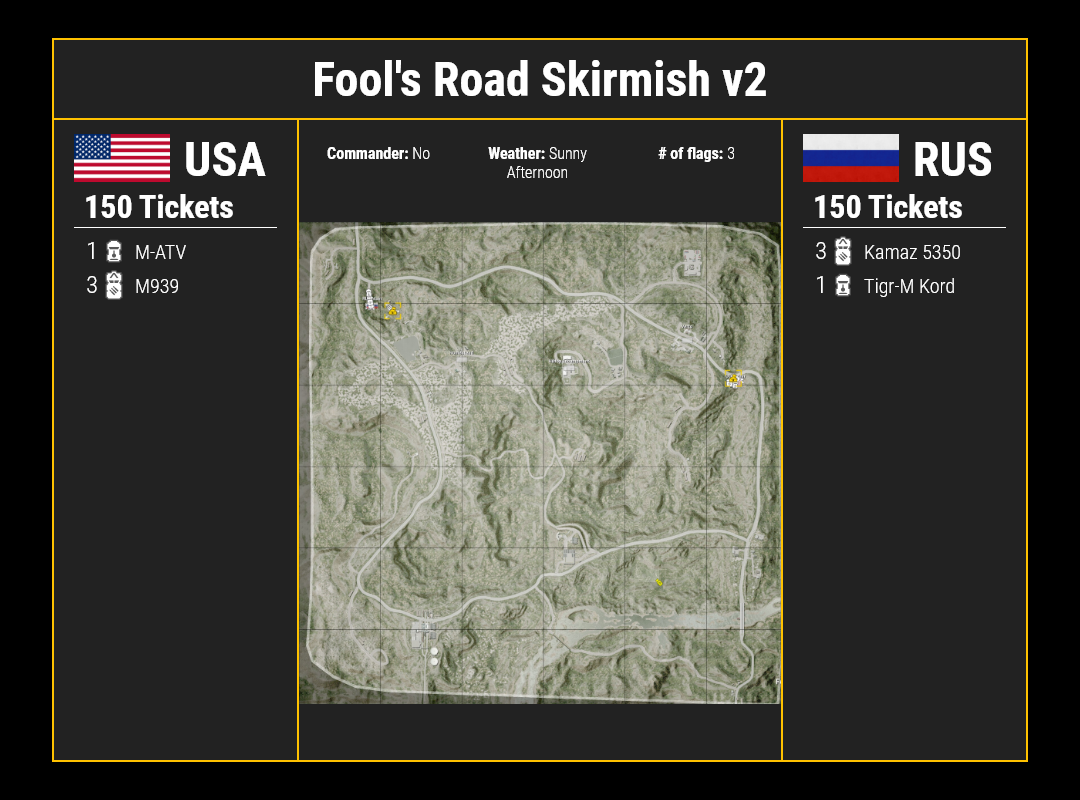 Fool's Road Skirmish v2
USA
150 Tickets
1 M-ATV
3 M939
Commander: No
Weather: Sunny
Afternoon
# of flags: 3
RUS
150 Tickets
3 Kamaz 5350
1 Tigr-M Kord